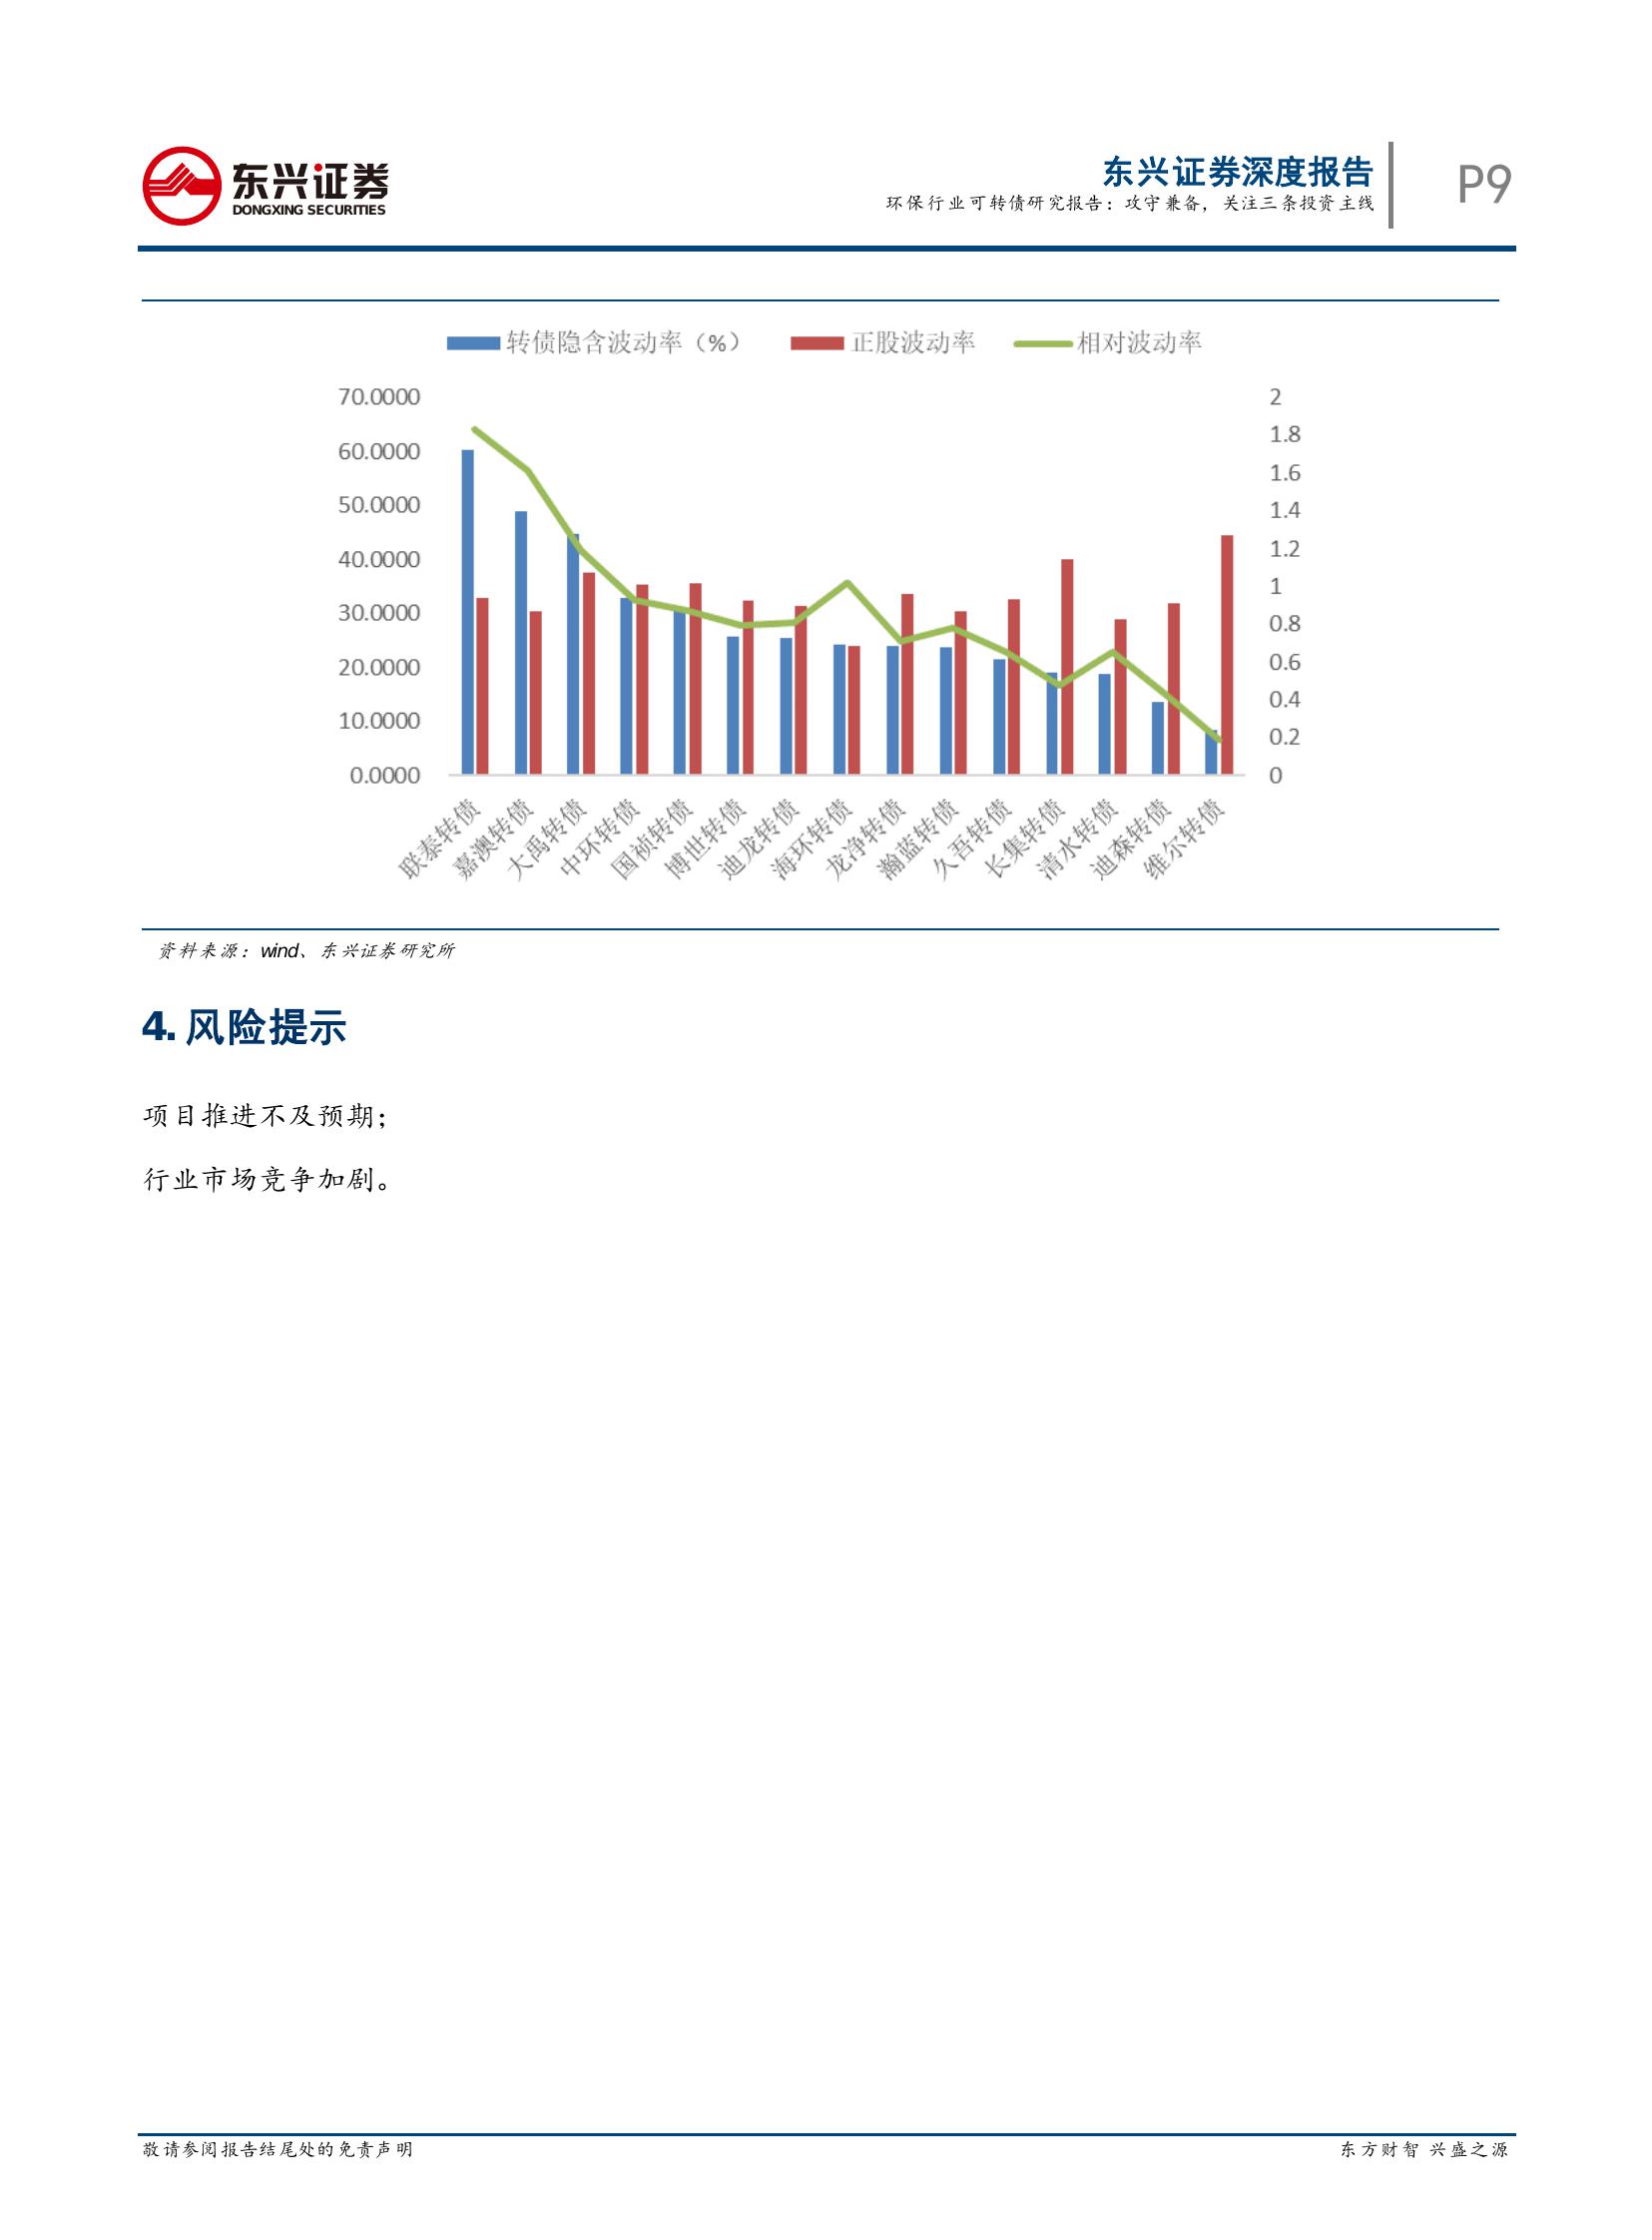 东兴证券
DONGXING SECURITIES
东兴证券深度报告
环保行业可转债研究报告：攻守兼备，关注三条投资主线
P9
转债隐含波动率（%） 正股波动率 相对波动率
70.0000
60.0000
50.0000
40.0000
30.0000
20.0000
10.0000
0.0000
2
1.8
1.6
1.4
1.2
1
0.8
0.6
0.4
0.2
0
联泰转债
嘉澳转债
大禹转债
中环转债
国祯转债
博世转债
迪龙转债
海环转债
龙净转债
瀚蓝转债
久吾转债
长集转债
清水转债
迪森转债
维尔转债
资料来源：wind、东兴证券研究所
4. 风险提示
项目推进不及预期；
行业市场竞争加剧。
敬请参阅报告结尾处的免责声明
东方财智 兴盛之源